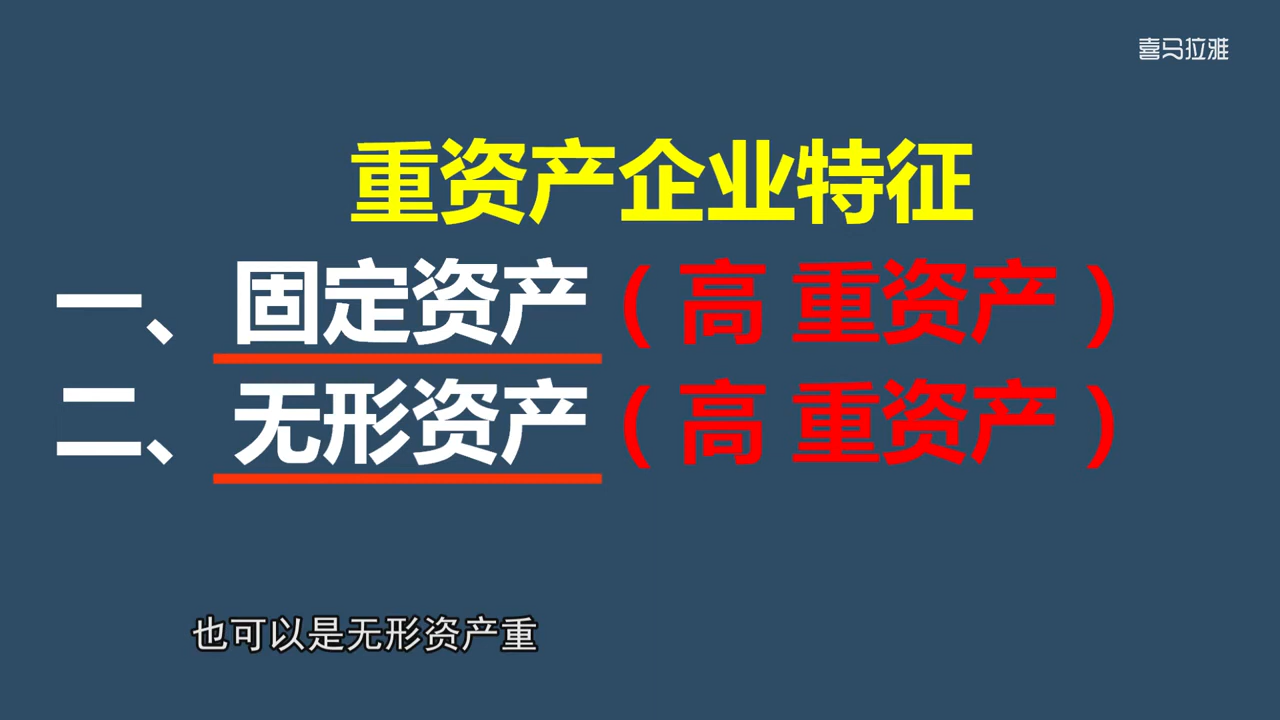 喜马拉雅
重资产企业特征
一、固定资产（高 重资产）
二、无形资产（高 重资产）
也可以是无形资产重